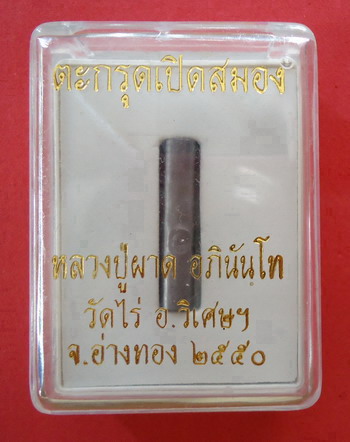 ตะกรุดเปิดสมอง
หลวงปู่ผาด อภินันโท
วัดไร่ อ.วิเศษฯ
จ.อ่างทอง ๒๕๕๐